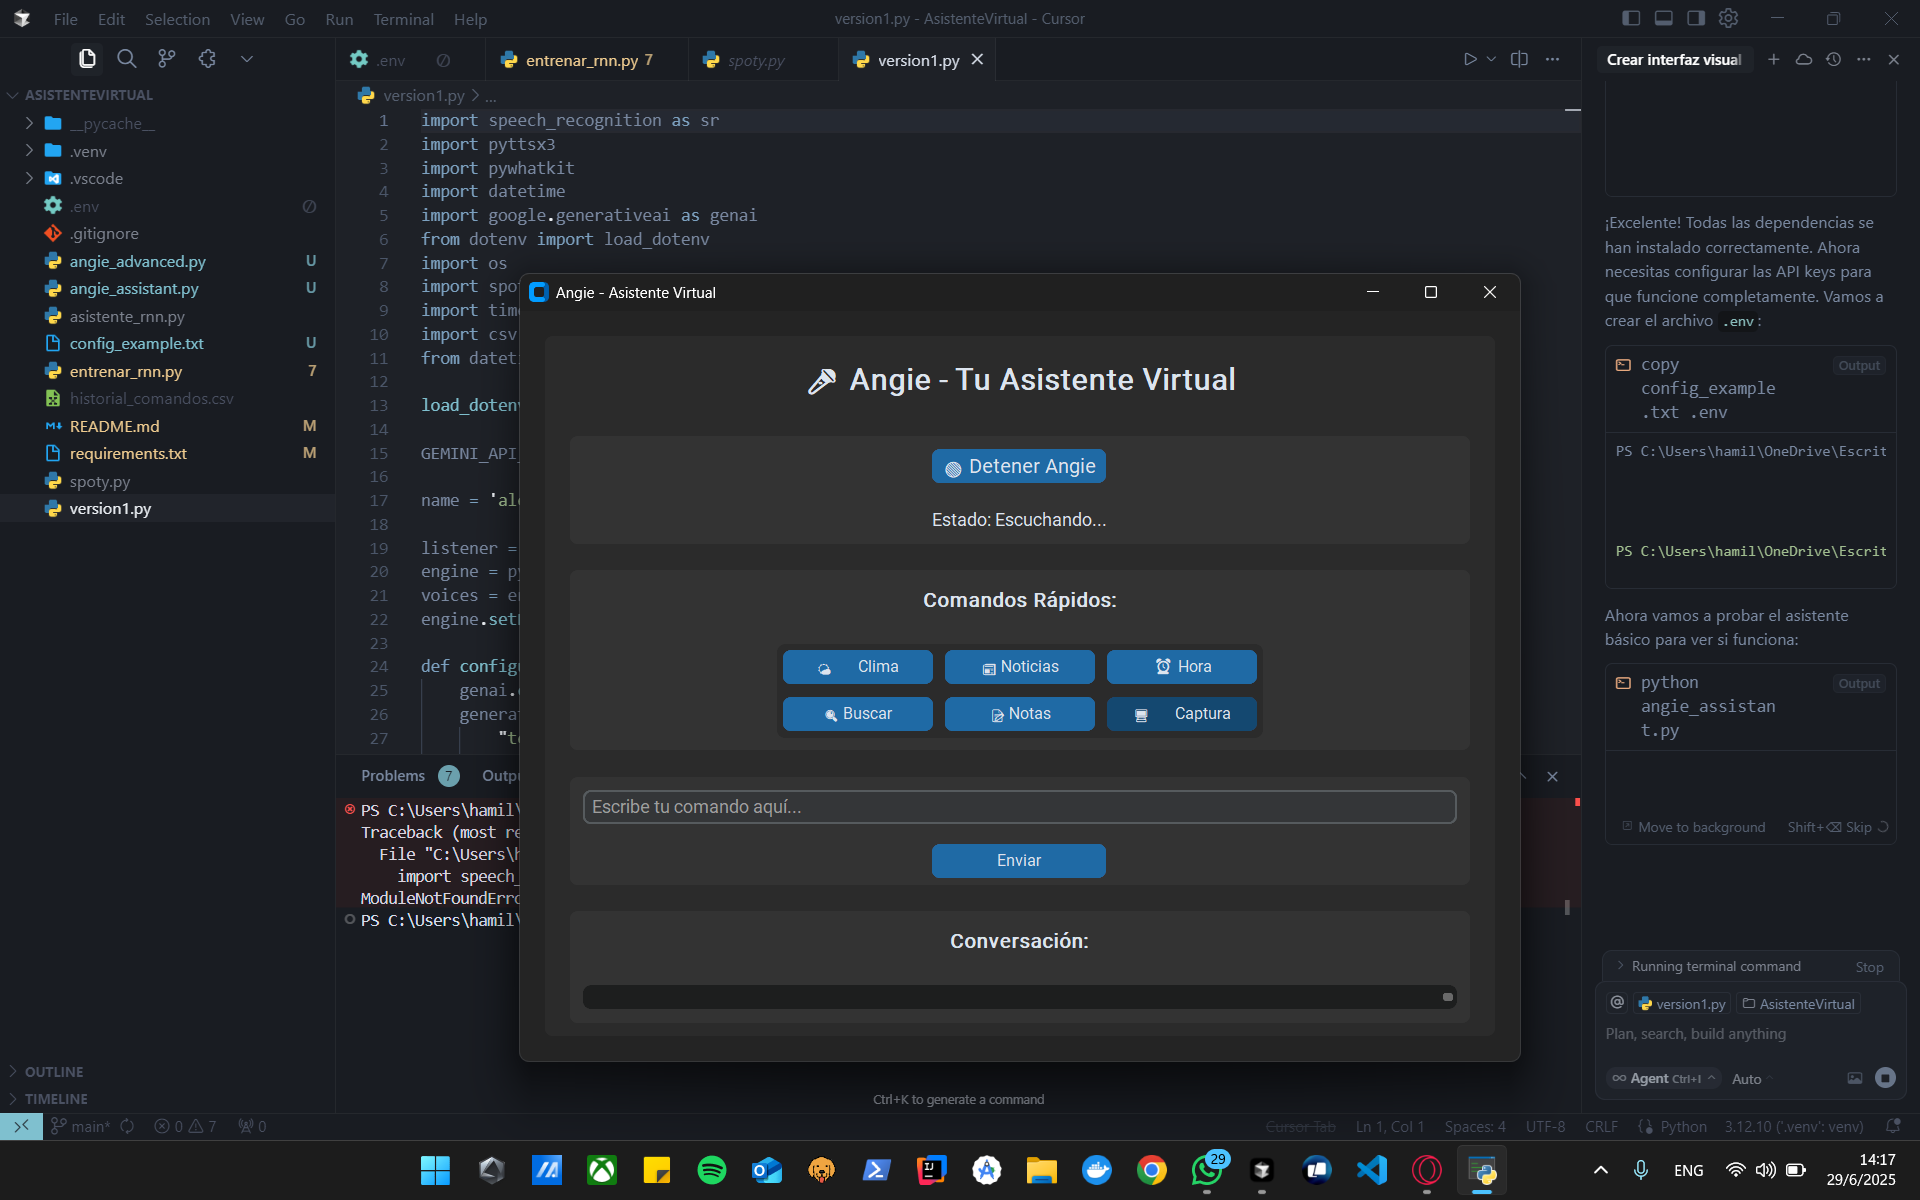 File Edit Selection View Go Run Terminal Help
version1.py - AsistenteVirtual - Cursor
ASISTENTEVIRTUAL
__pycache__
.venv
.vscode
.env
.gitignore
angie_advanced.py U
angie_assistant.py U
asistente_rnn.py
config_example.txt U
entrenar_rnn.py 7
historial_comandos.csv
README.md M
requirements.txt M
spoty.py
version1.py
OUTLINE
TIMELINE
.env
entrenar_rnn.py 7
spoty.py
version1.py
version1.py > ...
1 import speech_recognition as sr
2 import pyttsx3
3 import pywhatkit
4 import datetime
5 import google.generativeai as genai
6 from dotenv import load_dotenv
7 import os
8 import spo
9 import tim
10 import csv
11 from datet
12
13 load_doten
14
15 GEMINI_API_
16
17 name = 'al
18
19 listener =
20 engine = p
21 voices = e
22 engine.set
23
24 def config
25 genai.
26 genera
27 "t
Problems 7 Outp
PS C:\Users\hamil\
Traceback (most re
File "C:\Users\h
import speech_
ModuleNotFoundErro
PS C:\Users\hamil\
Ctrl+K to generate a command
Angie - Asistente Virtual
Angie - Tu Asistente Virtual
Detener Angie
Estado: Escuchando...
Comandos Rápidos:
Clima Noticias Hora
Buscar Notas Captura
Escribe tu comando aquí...
Enviar
Conversación:
Crear interfaz visual
¡Excelente! Todas las dependencias se
han instalado correctamente. Ahora
necesitas configurar las API keys para
que funcione completamente. Vamos a
crear el archivo .env:
copy Output
config_example
.txt .env
PS C:\Users\hamil\OneDrive\Escrit
PS C:\Users\hamil\OneDrive\Escrit
Ahora vamos a probar el asistente
básico para ver si funciona:
python Output
angie_assistan
t.py
Move to background Shift+⌫ Skip
Running terminal command Stop
@ version1.py AsistenteVirtual
Plan, search, build anything
Agent Ctrl+I Auto
main* 0 7 0
Cursor Tab Ln 1, Col 1 Spaces: 4 UTF-8 CRLF Python 3.12.10 ('.venv': venv)
29
IJ
ENG
14:17
29/6/2025